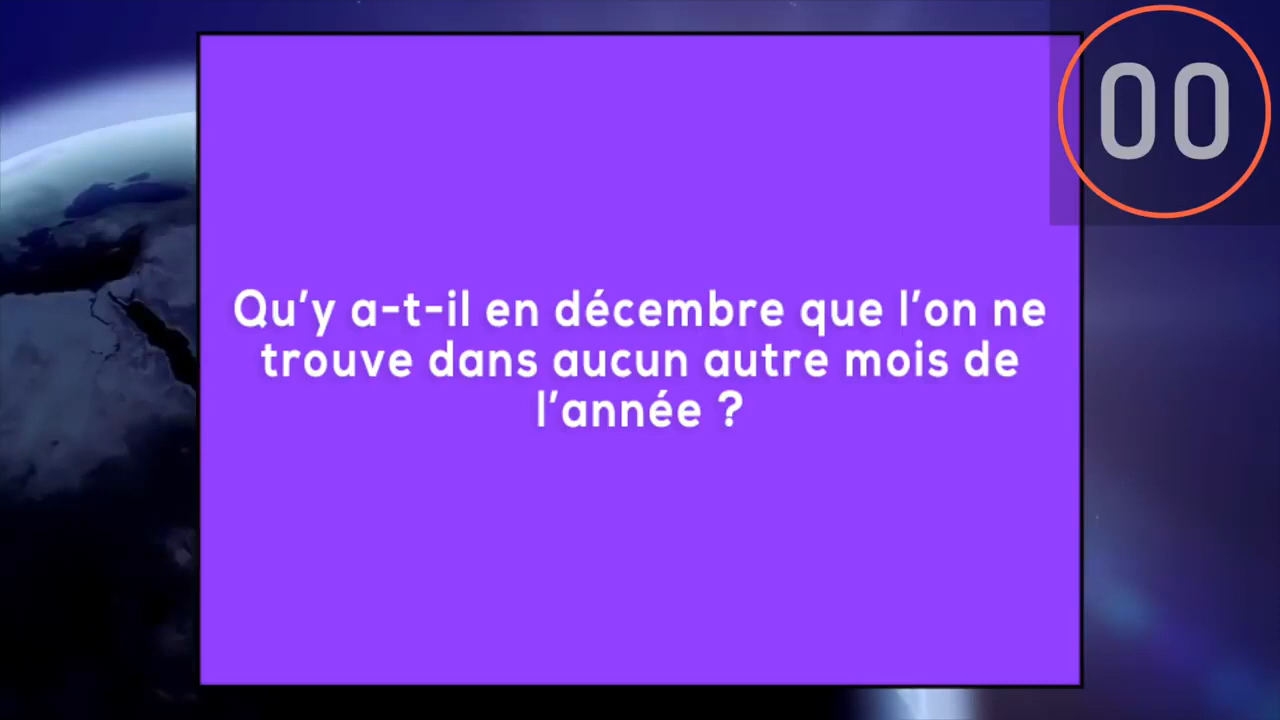 00
Qu'y a-t-il en décembre que l'on ne
trouve dans aucun autre mois de
l'année ?